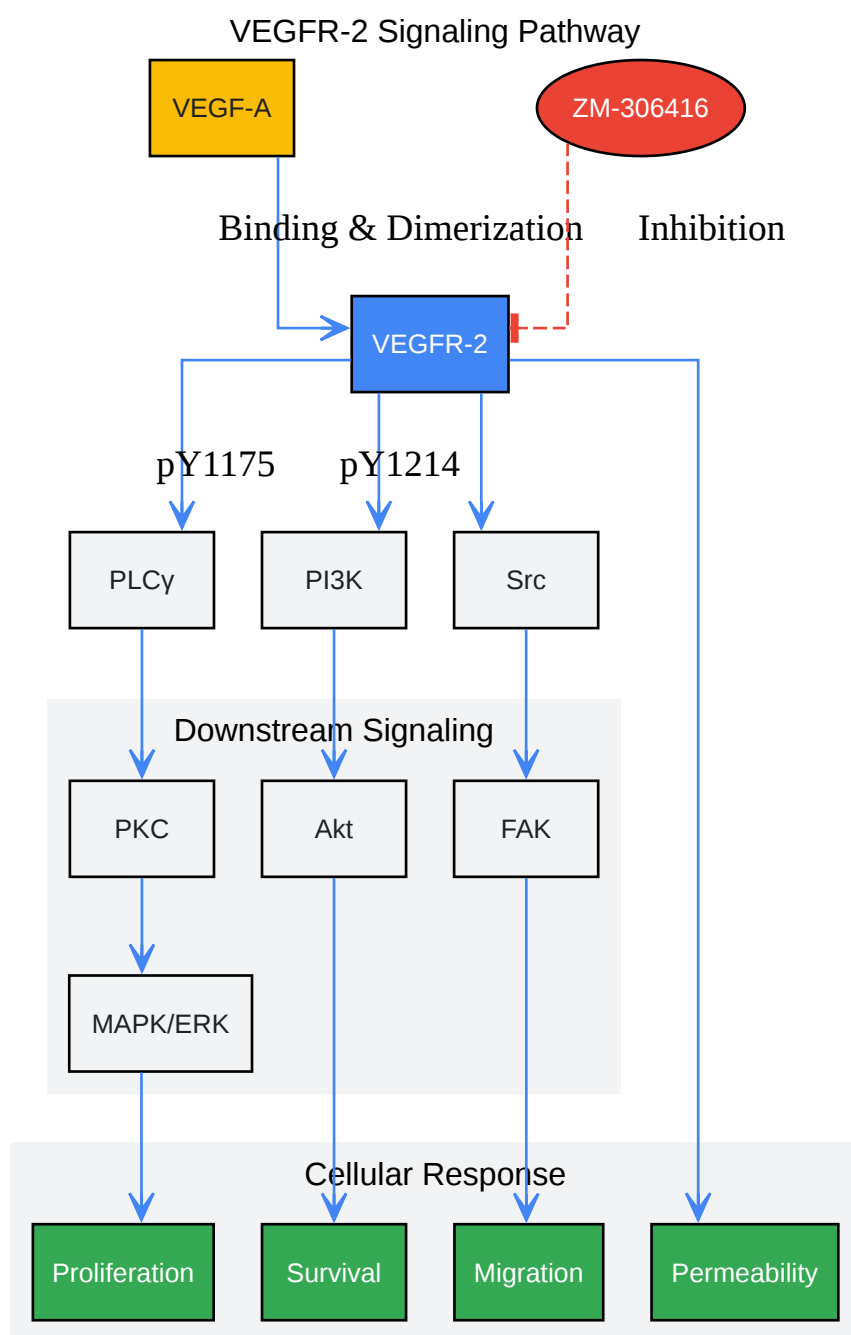 VEGFR-2 Signaling Pathway
VEGF-A
ZM-306416
Binding & Dimerization
Inhibition
VEGFR-2
pY1175
pY1214
PLCγ
PI3K
Src
Downstream Signaling
PKC
Akt
FAK
MAPK/ERK
Cellular Response
Proliferation
Survival
Migration
Permeability